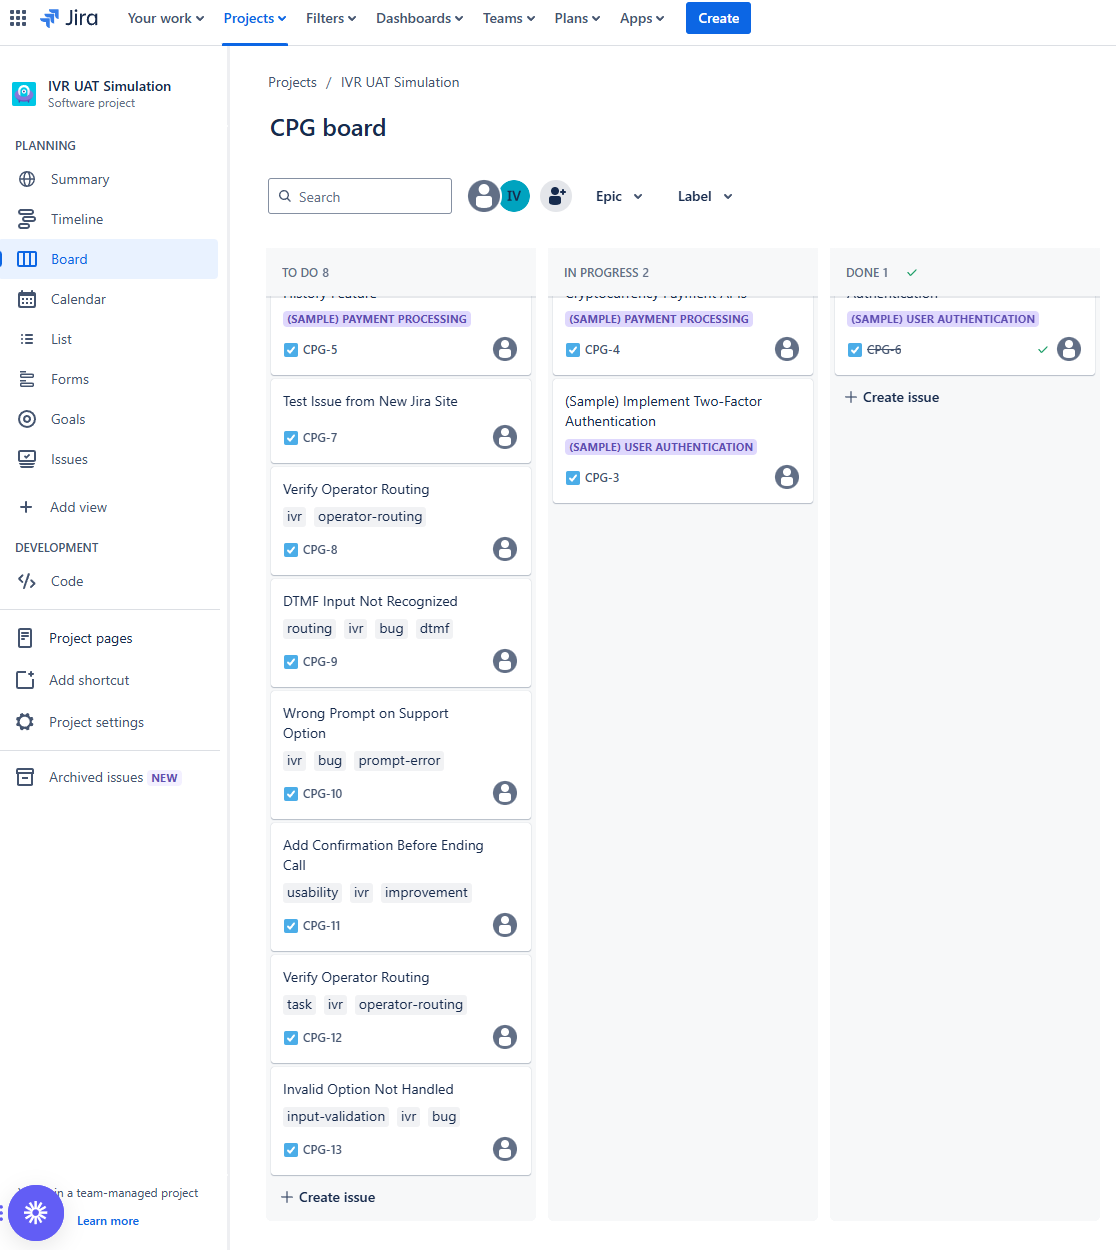 Jira
Your work
Projects
Filters
Dashboards
Teams
Plans
Apps
Create
IVR UAT Simulation
Software project
PLANNING
Summary
Timeline
Board
Calendar
List
Forms
Goals
Issues
Add view
DEVELOPMENT
Code
Project pages
Add shortcut
Project settings
Archived issues NEW
in a team-managed project
Learn more
Projects / IVR UAT Simulation
CPG board
Search
IV
Epic
Label
TO DO 8
History Feature
(SAMPLE) PAYMENT PROCESSING
CPG-5
Test Issue from New Jira Site
CPG-7
Verify Operator Routing
ivr operator-routing
CPG-8
DTMF Input Not Recognized
routing ivr bug dtmf
CPG-9
Wrong Prompt on Support
Option
ivr bug prompt-error
CPG-10
Add Confirmation Before Ending
Call
usability ivr improvement
CPG-11
Verify Operator Routing
task ivr operator-routing
CPG-12
Invalid Option Not Handled
input-validation ivr bug
CPG-13
Create issue
IN PROGRESS 2
Cryptocurrency Payment APIs
(SAMPLE) PAYMENT PROCESSING
CPG-4
(Sample) Implement Two-Factor
Authentication
(SAMPLE) USER AUTHENTICATION
CPG-3
DONE 1
Authentication
(SAMPLE) USER AUTHENTICATION
CPG-6
Create issue